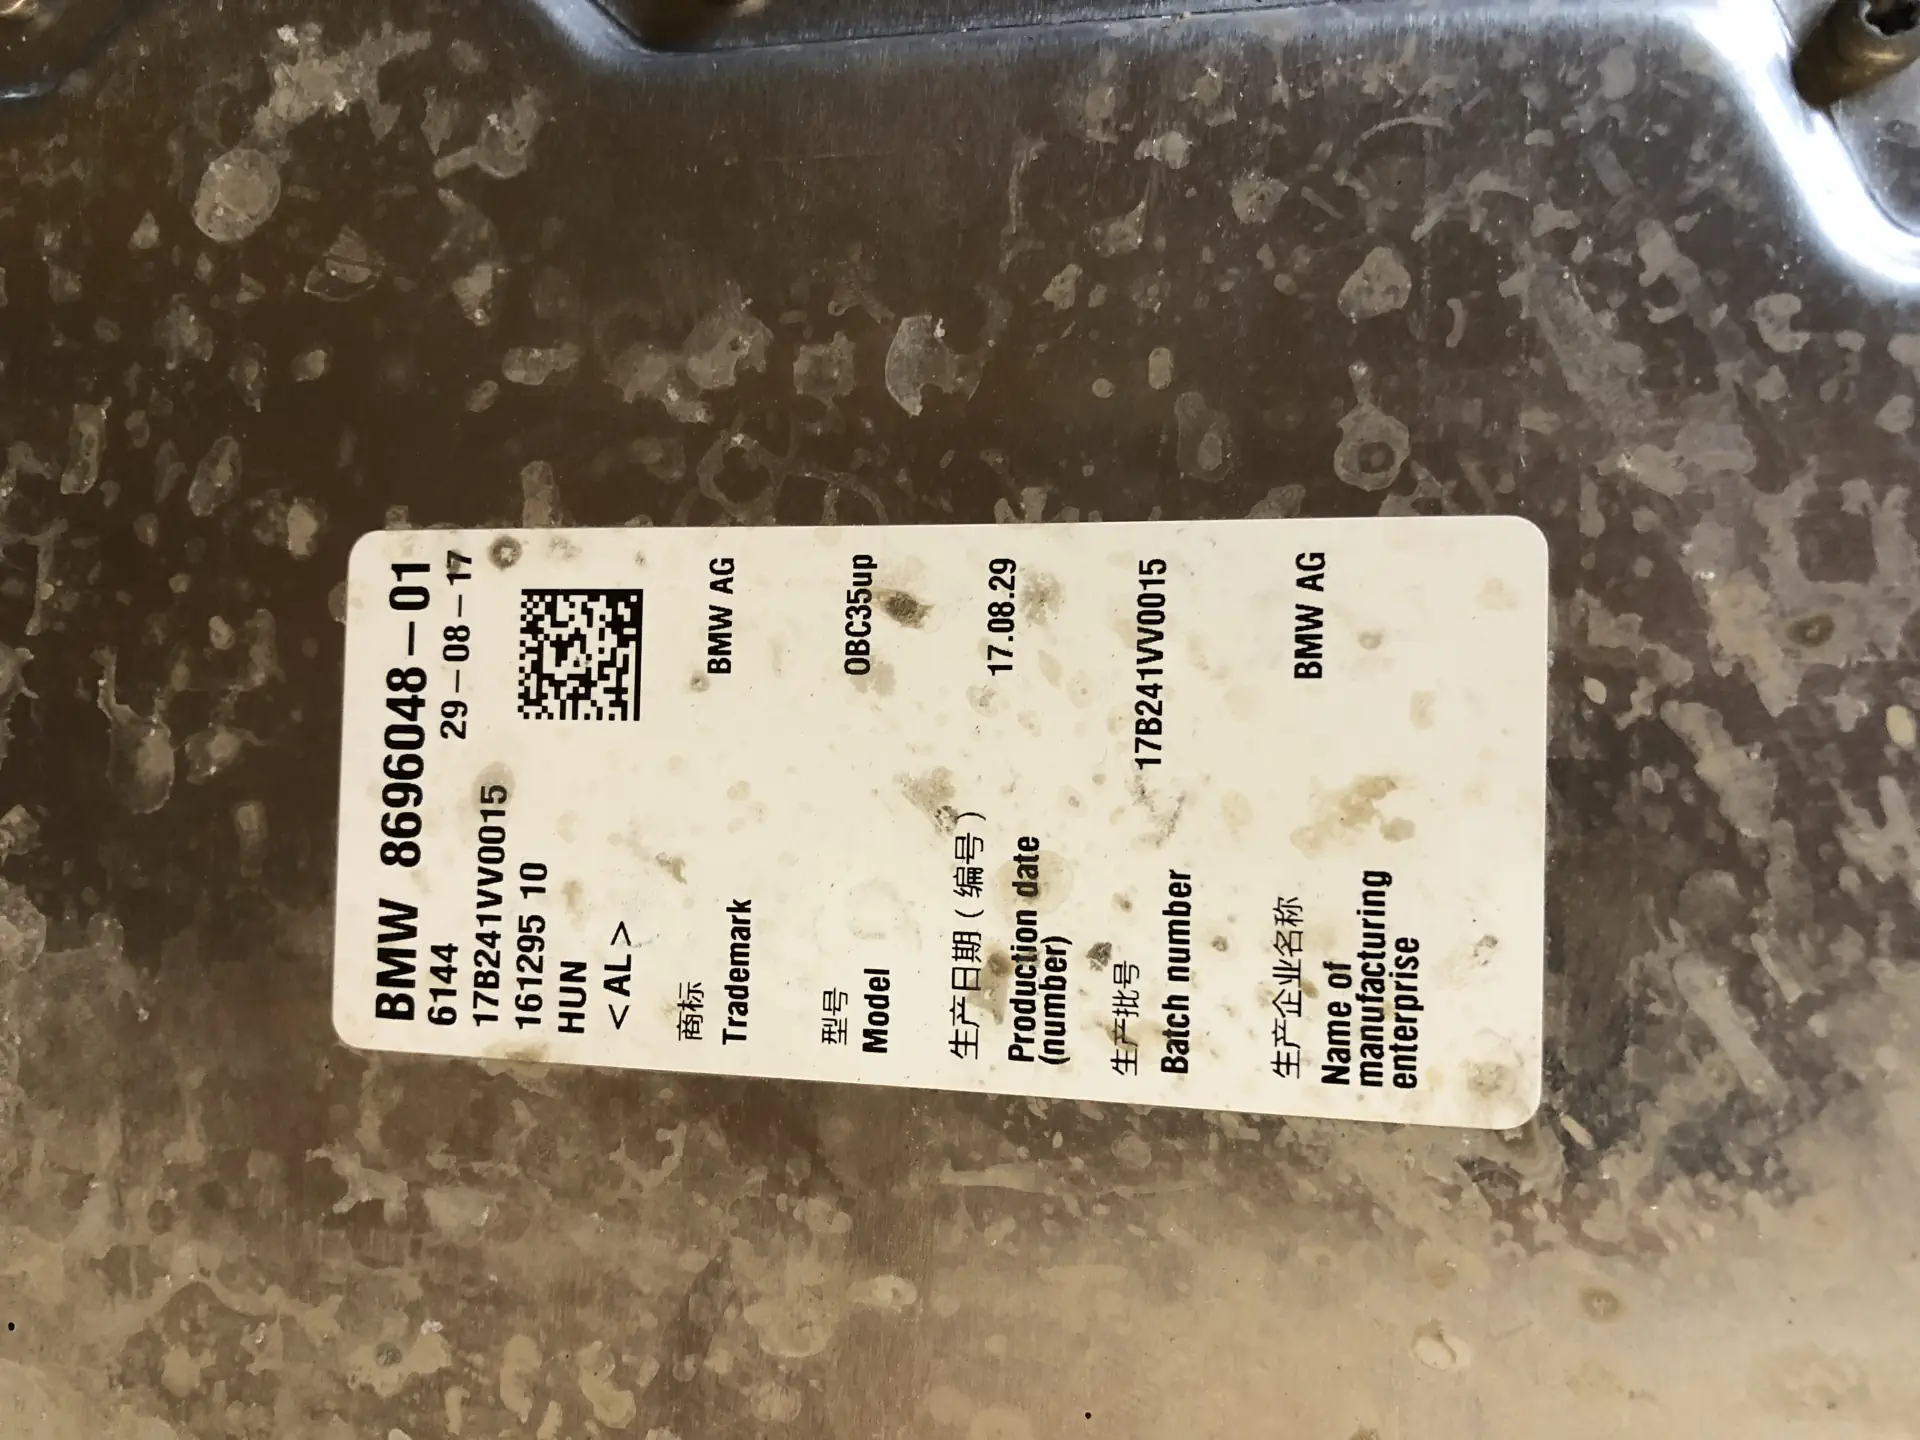 BMW 8696048-01
6144
29-08-17
17B241VV0015
161295 10
HUN
<AL>
商标
Trademark
BMW AG
型号
Model
OBC35up
生产日期(编号)
Production date
(number)
17.08.29
生产批号
Batch number
17B241VV0015
生产企业名称
Name of
manufacturing
enterprise
BMW AG